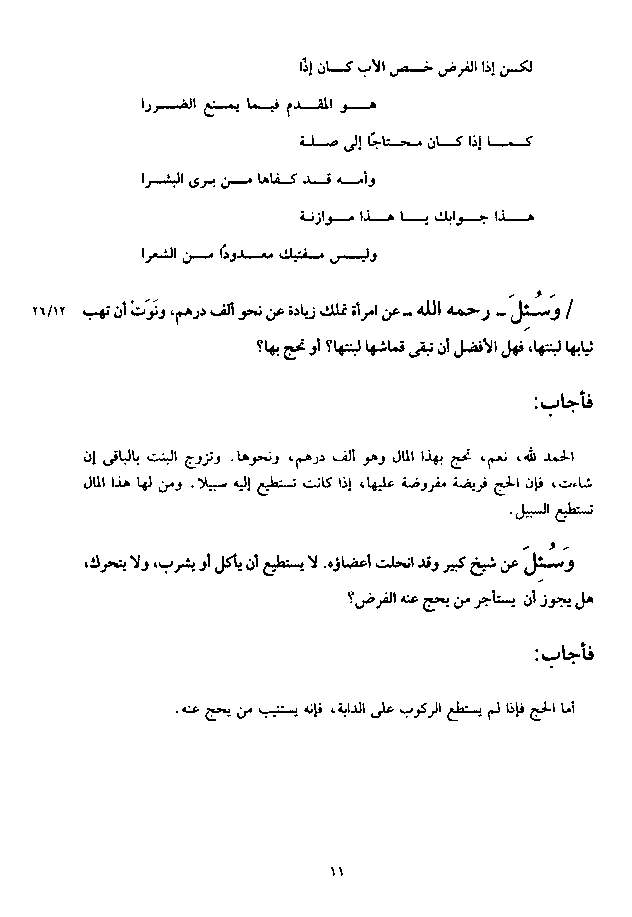 لكن إذا الفرض خص الأب كان إذًا
هو المقدم فيما يمنع الضررا
كما إذا كان محتاجًا إلى صلة
وأمه قد كفاها من برى البشرا
هذا جوابك يا هذا موازنة
وليس مفتيك معدودًا من الشعرا
/ وَسُئِلَ ـ رحمه الله ـ عن امرأة تملك زيادة عن نحو ألف درهم، ونَوَتْ أن تهب ٢٦/١٢
ثيابها لبنتها، فهل الأفضل أن تبقى قماشها لبنتها؟ أو تحج بها؟
فأجاب:
الحمد لله، نعم، تحج بهذا المال وهو ألف درهم، ونحوها. وتزوج البنت بالباقى إن
شاءت، فإن الحج فريضة مفروضة عليها، إذا كانت تستطيع إليه سبيلا. ومن لها هذا المال
تستطيع السبيل.
وَسُئِلَ عن شيخ كبير وقد انحلت أعضاؤه. لا يستطيع أن يأكل أو يشرب، ولا يتحرك،
هل يجوز أن يستأجر من يحج عنه الفرض؟
فأجاب:
أما الحج فإذا لم يستطع الركوب على الدابة، فإنه يستنيب من يحج عنه.
١١